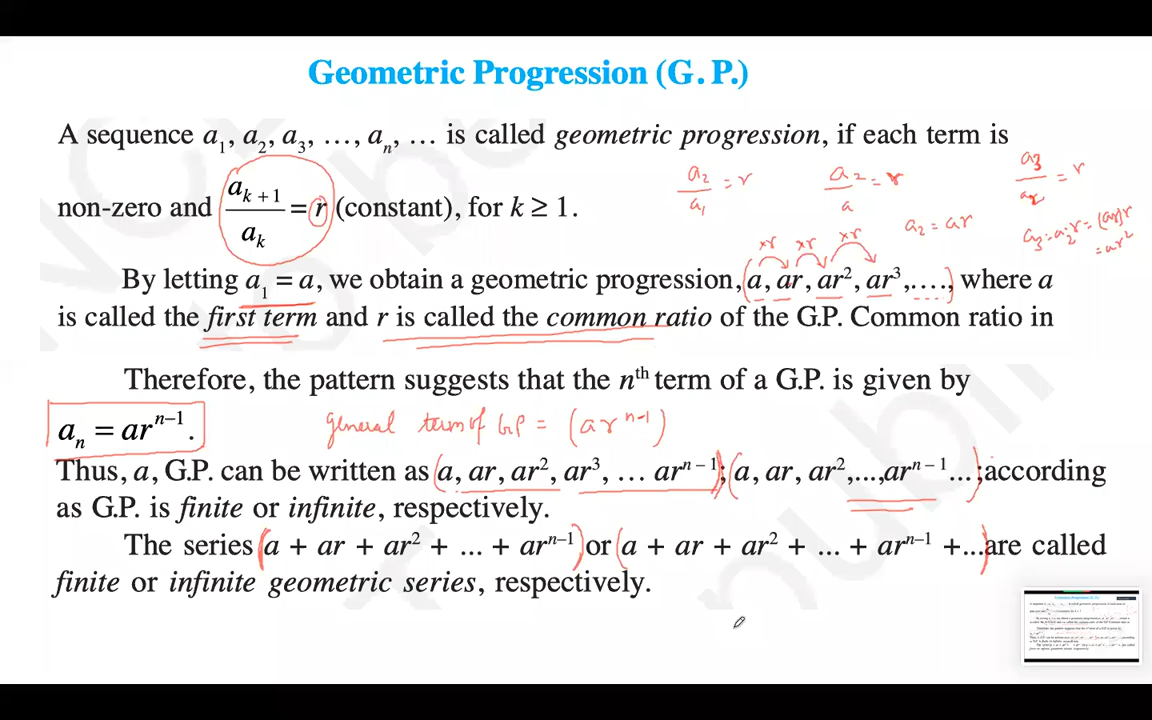 Geometric Progression (G. P.)
A sequence a₁, a₂, a₃, …, aₙ, … is called geometric progression, if each term is
a₂/a₁ = r
a₂/a = r
a₃/a₂ = r
non-zero and aₖ₊₁/aₖ = r (constant), for k ≥ 1.
a₂ = ar
a₃ = a₂·r = (ar)r
= ar²
×r ×r ×r
By letting a₁ = a, we obtain a geometric progression, (a, ar, ar², ar³, ….,) where a
is called the first term and r is called the common ratio of the G.P. Common ratio in
Therefore, the pattern suggests that the nᵗʰ term of a G.P. is given by
aₙ = arⁿ⁻¹.
general term of GP = (arⁿ⁻¹)
Thus, a, G.P. can be written as (a, ar, ar², ar³, … arⁿ⁻¹); (a, ar, ar²,...,arⁿ⁻¹ ...); according
as G.P. is finite or infinite, respectively.
The series (a + ar + ar² + ... + arⁿ⁻¹) or (a + ar + ar² + ... + arⁿ⁻¹ +...) are called
finite or infinite geometric series, respectively.